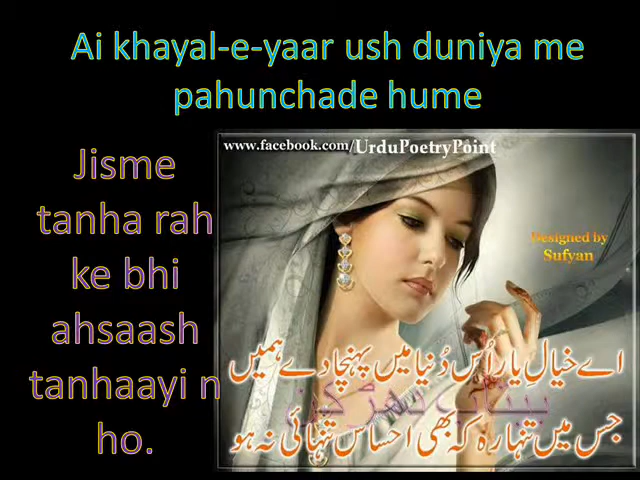 Ai khayal-e-yaar ush duniya me
pahunchade hume
Jisme
tanha rah
ke bhi
ahsaash
tanhaayi n
ho.
www.facebook.com/UrduPoetryPoint
Designed by
Sufyan
اے خیالِ یار اُس دُنیا میں پہنچا دے ہمیں
بیتاب دھڑکن
جس میں تنہا رہ کہ بھی احساس تنہائی نہ ہو